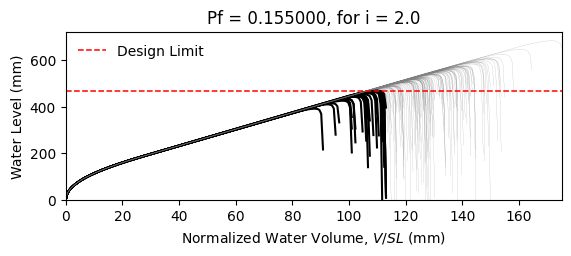 Pf = 0.155000, for i = 2.0
Design Limit
Water Level (mm)
600
400
200
0
0 20 40 60 80 100 120 140 160
Normalized Water Volume, V/SL (mm)